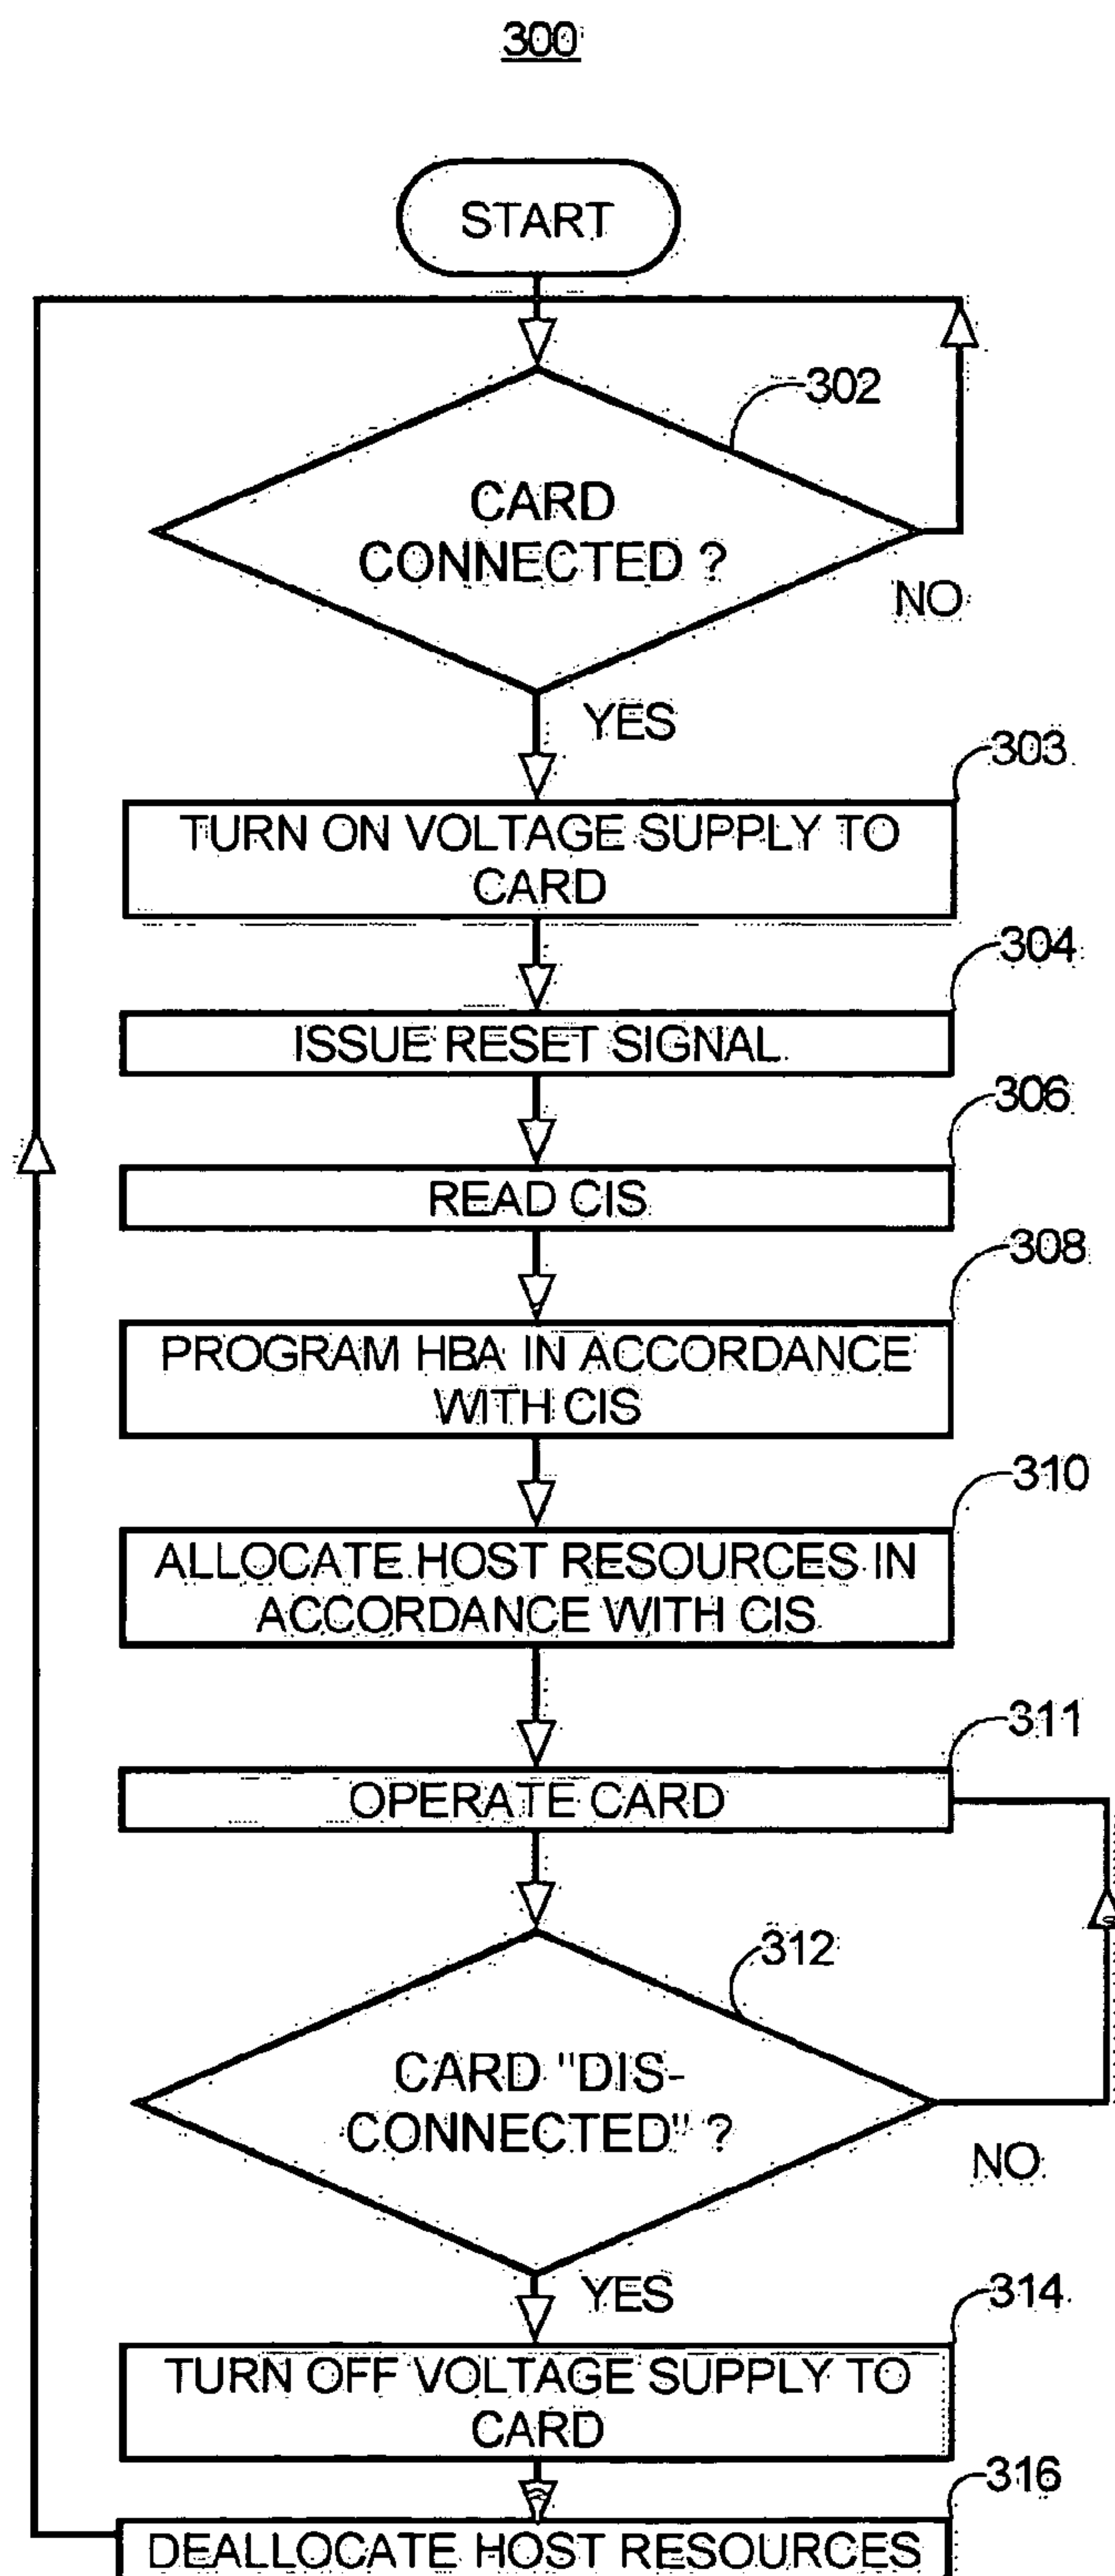 300
START
302
CARD
CONNECTED ?
NO
YES
303
TURN ON VOLTAGE SUPPLY TO
CARD
304
ISSUE RESET SIGNAL
306
READ CIS
308
PROGRAM HBA IN ACCORDANCE
WITH CIS
310
ALLOCATE HOST RESOURCES IN
ACCORDANCE WITH CIS
311
OPERATE CARD
312
CARD "DIS-
CONNECTED" ?
NO
YES
314
TURN OFF VOLTAGE SUPPLY TO
CARD
316
DEALLOCATE HOST RESOURCES